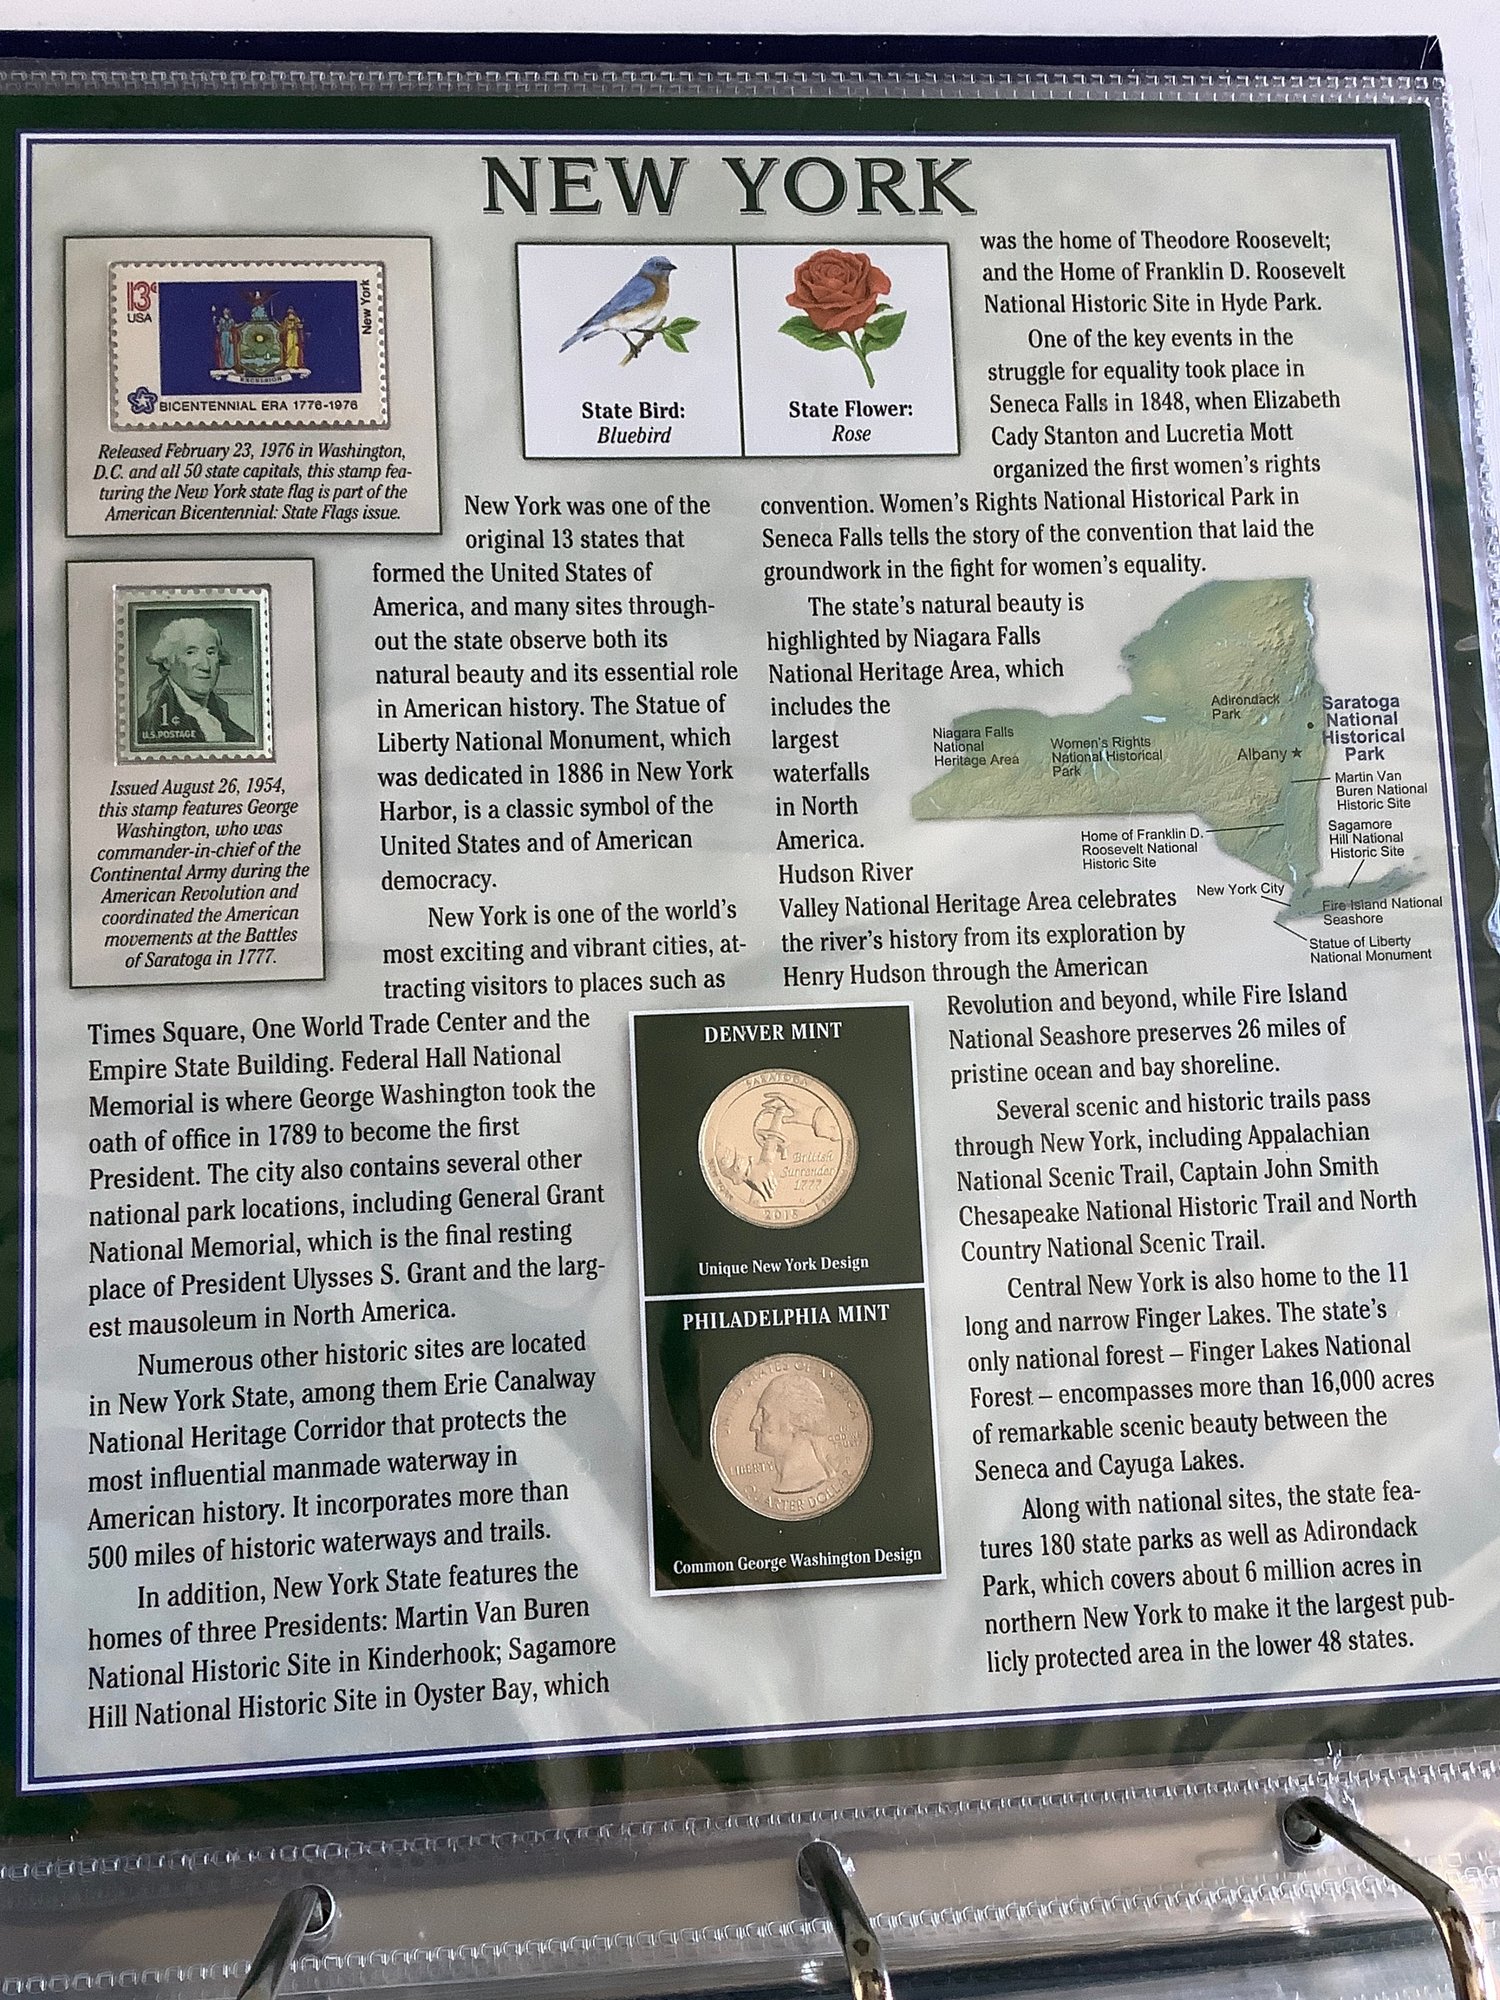 NEW YORK
13c
USA
New York
EXCELSIOR
BICENTENNIAL ERA 1776-1976
Released February 23, 1976 in Washington,
D.C. and all 50 state capitals, this stamp fea-
turing the New York state flag is part of the
American Bicentennial: State Flags issue.
1¢
U.S. POSTAGE
Issued August 26, 1954,
this stamp features George
Washington, who was
commander-in-chief of the
Continental Army during the
American Revolution and
coordinated the American
movements at the Battles
of Saratoga in 1777.
State Bird:
Bluebird
State Flower:
Rose
New York was one of the
original 13 states that
formed the United States of
America, and many sites through-
out the state observe both its
natural beauty and its essential role
in American history. The Statue of
Liberty National Monument, which
was dedicated in 1886 in New York
Harbor, is a classic symbol of the
United States and of American
democracy.
New York is one of the world's
most exciting and vibrant cities, at-
tracting visitors to places such as
Times Square, One World Trade Center and the
Empire State Building. Federal Hall National
Memorial is where George Washington took the
oath of office in 1789 to become the first
President. The city also contains several other
national park locations, including General Grant
National Memorial, which is the final resting
place of President Ulysses S. Grant and the larg-
est mausoleum in North America.
Numerous other historic sites are located
in New York State, among them Erie Canalway
National Heritage Corridor that protects the
most influential manmade waterway in
American history. It incorporates more than
500 miles of historic waterways and trails.
In addition, New York State features the
homes of three Presidents: Martin Van Buren
National Historic Site in Kinderhook; Sagamore
Hill National Historic Site in Oyster Bay, which
was the home of Theodore Roosevelt;
and the Home of Franklin D. Roosevelt
National Historic Site in Hyde Park.
One of the key events in the
struggle for equality took place in
Seneca Falls in 1848, when Elizabeth
Cady Stanton and Lucretia Mott
organized the first women's rights
convention. Women's Rights National Historical Park in
Seneca Falls tells the story of the convention that laid the
groundwork in the fight for women's equality.
The state's natural beauty is
highlighted by Niagara Falls
National Heritage Area, which
includes the
largest
waterfalls
in North
America.
Hudson River
Valley National Heritage Area celebrates
the river's history from its exploration by
Henry Hudson through the American
Revolution and beyond, while Fire Island
National Seashore preserves 26 miles of
pristine ocean and bay shoreline.
Several scenic and historic trails pass
through New York, including Appalachian
National Scenic Trail, Captain John Smith
Chesapeake National Historic Trail and North
Country National Scenic Trail.
Central New York is also home to the 11
long and narrow Finger Lakes. The state's
only national forest – Finger Lakes National
Forest – encompasses more than 16,000 acres
of remarkable scenic beauty between the
Seneca and Cayuga Lakes.
Along with national sites, the state fea-
tures 180 state parks as well as Adirondack
Park, which covers about 6 million acres in
northern New York to make it the largest pub-
licly protected area in the lower 48 states.
Niagara Falls
National
Heritage Area
Women's Rights
National Historical
Park
Adirondack
Park
Albany
Saratoga
National
Historical
Park
Martin Van
Buren National
Historic Site
Sagamore
Hill National
Historic Site
Home of Franklin D.
Roosevelt National
Historic Site
New York City
Fire Island National
Seashore
Statue of Liberty
National Monument
DENVER MINT
SARATOGA
British
Surrender
1777
NEW YORK
2015
Unique New York Design
PHILADELPHIA MINT
UNITED STATES OF AMERICA
LIBERTY
QUARTER DOLLAR
Common George Washington Design